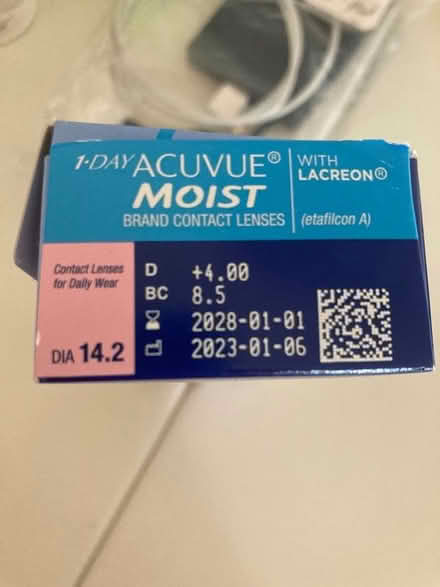 1·DAY ACUVUE® WITH
MOIST LACREON®
BRAND CONTACT LENSES (etafilcon A)
Contact Lenses
for Daily Wear
DIA 14.2
D +4.00
BC 8.5
2028-01-01
2023-01-06